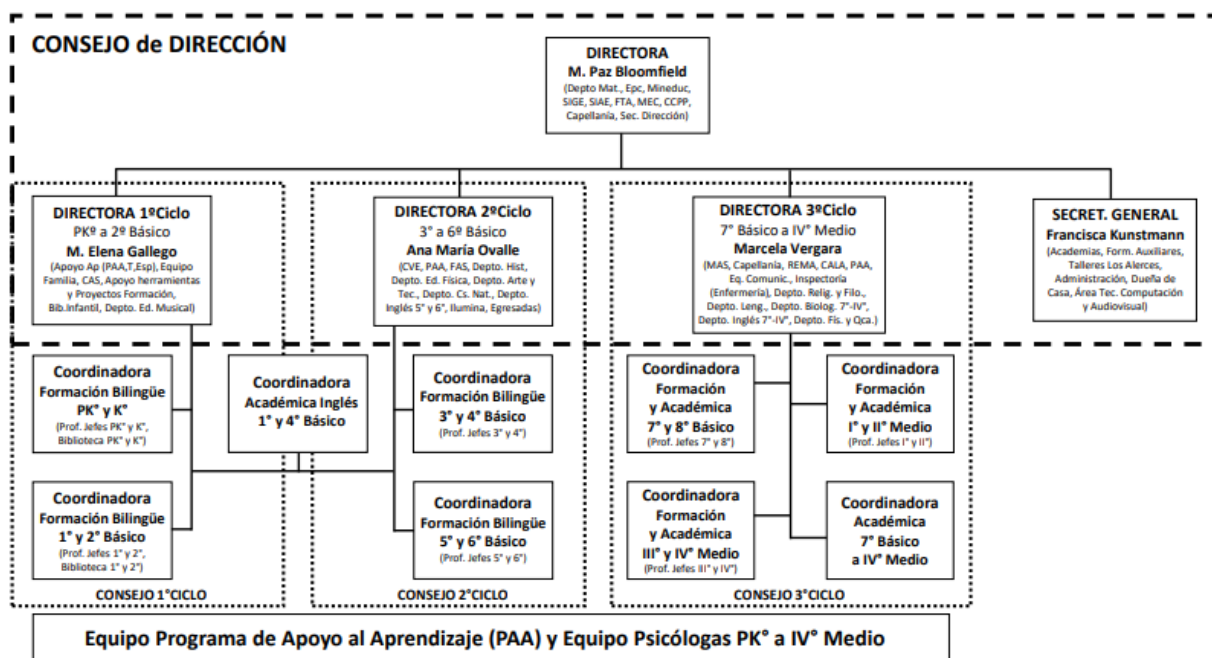 CONSEJO de DIRECCIÓN
DIRECTORA
M. Paz Bloomfield
(Depto Mat., Epc, Mineduc,
SIGE, SIAE, FTA, MEC, CCPP,
Capellanía, Sec. Dirección)
DIRECTORA 1ºCiclo
PKº a 2º Básico
M. Elena Gallego
(Apoyo Ap (PAA,T,Esp), Equipo
Familia, CAS, Apoyo herramientas
y Proyectos Formación,
Bib.Infantil, Depto. Ed. Musical)
DIRECTORA 2ºCiclo
3° a 6º Básico
Ana María Ovalle
(CVE, PAA, FAS, Depto. Hist,
Depto. Ed. Física, Depto. Arte y
Tec., Depto. Cs. Nat., Depto.
Inglés 5° y 6°, Ilumina, Egresadas)
DIRECTORA 3ºCiclo
7° Básico a IV° Medio
Marcela Vergara
(MAS, Capellanía, REMA, CALA, PAA,
Eq. Comunic., Inspectoría
(Enfermería), Depto. Relig. y Filo.,
Depto. Leng., Depto. Biolog. 7°-IV°,
Depto. Inglés 7°-IV°, Depto. Fís. y Qca.)
SECRET. GENERAL
Francisca Kunstmann
(Academias, Form. Auxiliares,
Talleres Los Alerces,
Administración, Dueña de
Casa, Área Tec. Computación
y Audiovisual)
Coordinadora
Formación Bilingüe
PK° y K°
(Prof. Jefes PK° y K°,
Biblioteca PK° y K°)
Coordinadora
Académica Inglés
1° y 4° Básico
Coordinadora
Formación Bilingüe
3° y 4° Básico
(Prof. Jefes 3° y 4°)
Coordinadora
Formación
y Académica
7° y 8° Básico
(Prof. Jefes 7° y 8°)
Coordinadora
Formación
y Académica
I° y II° Medio
(Prof. Jefes I° y II°)
Coordinadora
Formación Bilingüe
1° y 2° Básico
(Prof. Jefes 1° y 2°,
Biblioteca 1° y 2°)
Coordinadora
Formación Bilingüe
5° y 6° Básico
(Prof. Jefes 5° y 6°)
Coordinadora
Formación
y Académica
III° y IV° Medio
(Prof. Jefes III° y IV°)
Coordinadora
Académica
7° Básico
a IV° Medio
CONSEJO 1°CICLO
CONSEJO 2°CICLO
CONSEJO 3°CICLO
Equipo Programa de Apoyo al Aprendizaje (PAA) y Equipo Psicólogas PK° a IV° Medio